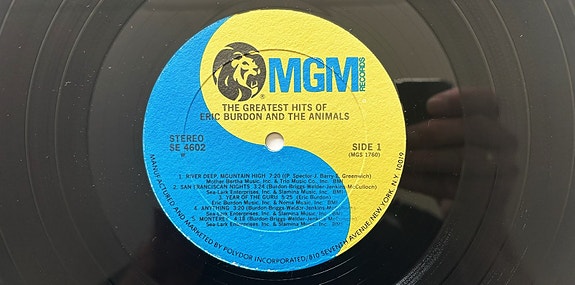 MGM
RECORDS
®
THE GREATEST HITS OF
ERIC BURDON AND THE ANIMALS
STEREO
SE 4602
SIDE 1
(MGS 1760)
1. RIVER DEEP, MOUNTAIN HIGH 7:20 (P. Spector-J. Barry-E. Greenwich)
Mother Bertha Music, Inc. & Trio Music Co., Inc. BMI
2. SAN FRANCISCAN NIGHTS 3:24 (Burdon-Briggs-Weider-Jenkins-McCulloch)
Sea-Lark Enterprises, Inc. & Slamina Music, Inc. BMI
3. YEAR OF THE GURU 5:25 (Eric Burdon)
Eric Burdon Music, Inc. & Noma Music, Inc. BMI
4. ANYTHING 3:20 (Burdon-Briggs-Weider-Jenkins-
Sea-Lark Enterprises, Inc. & Slamina Music, Inc. BMI
MONTEREY 4:18 (Burdon-Briggs-Weider-Jenkins-
Sea-Lark Enterprises, Inc. & Slamina Music, Inc. BMI
MANUFACTURED AND MARKETED BY POLYDOR INCORPORATED/810 SEVENTH AVENUE/NEW YORK, N.Y. 10019